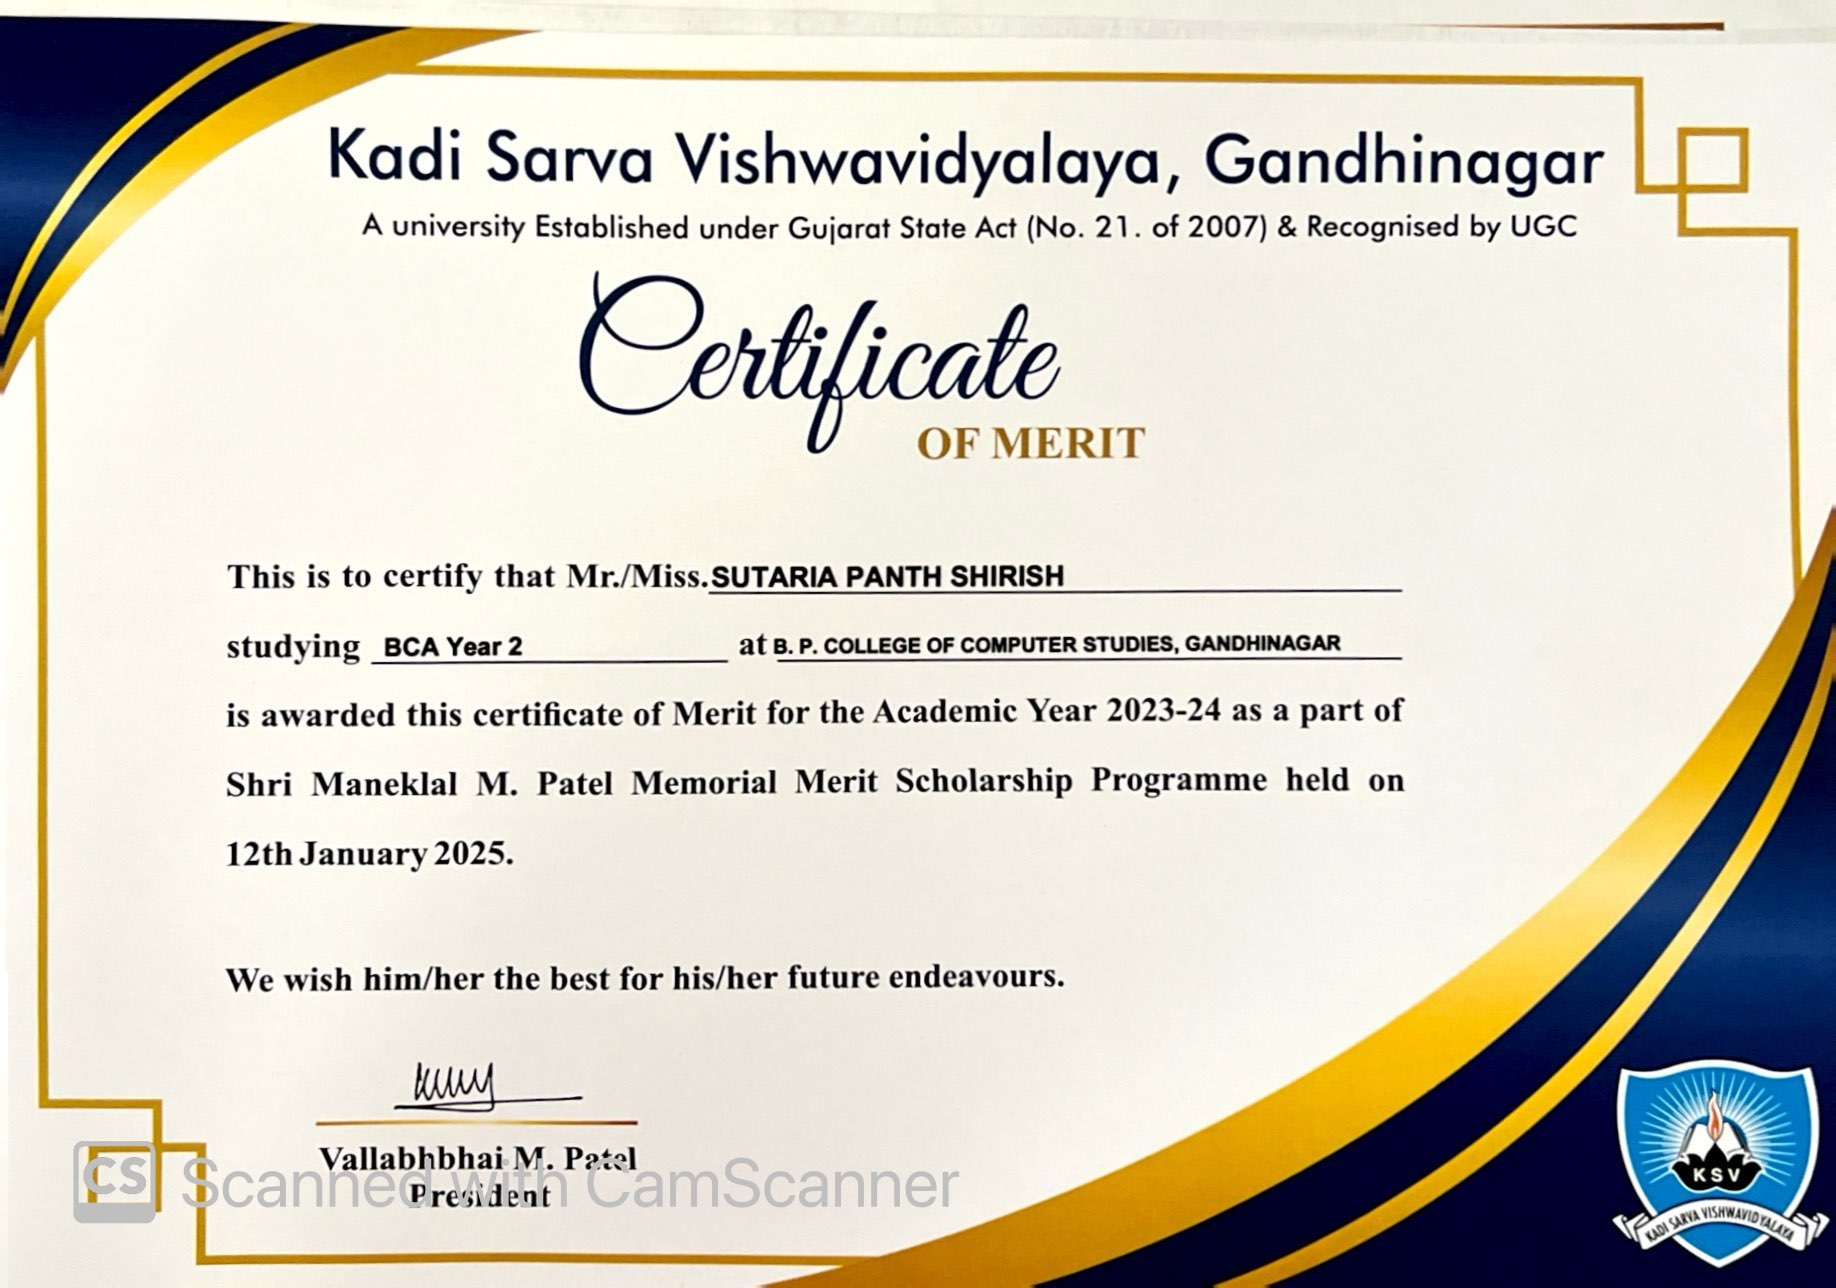 Kadi Sarva Vishwavidyalaya, Gandhinagar
A university Established under Gujarat State Act (No. 21. of 2007) & Recognised by UGC
Certificate
OF MERIT
This is to certify that Mr./Miss. SUTARIA PANTH SHIRISH
studying BCA Year 2 at B. P. COLLEGE OF COMPUTER STUDIES, GANDHINAGAR
is awarded this certificate of Merit for the Academic Year 2023-24 as a part of
Shri Maneklal M. Patel Memorial Merit Scholarship Programme held on
12th January 2025.
We wish him/her the best for his/her future endeavours.
Vallabhbhai M. Patel
President
CS Scanned with CamScanner
KSV
KADI SARVA VISHWAVIDYALAYA